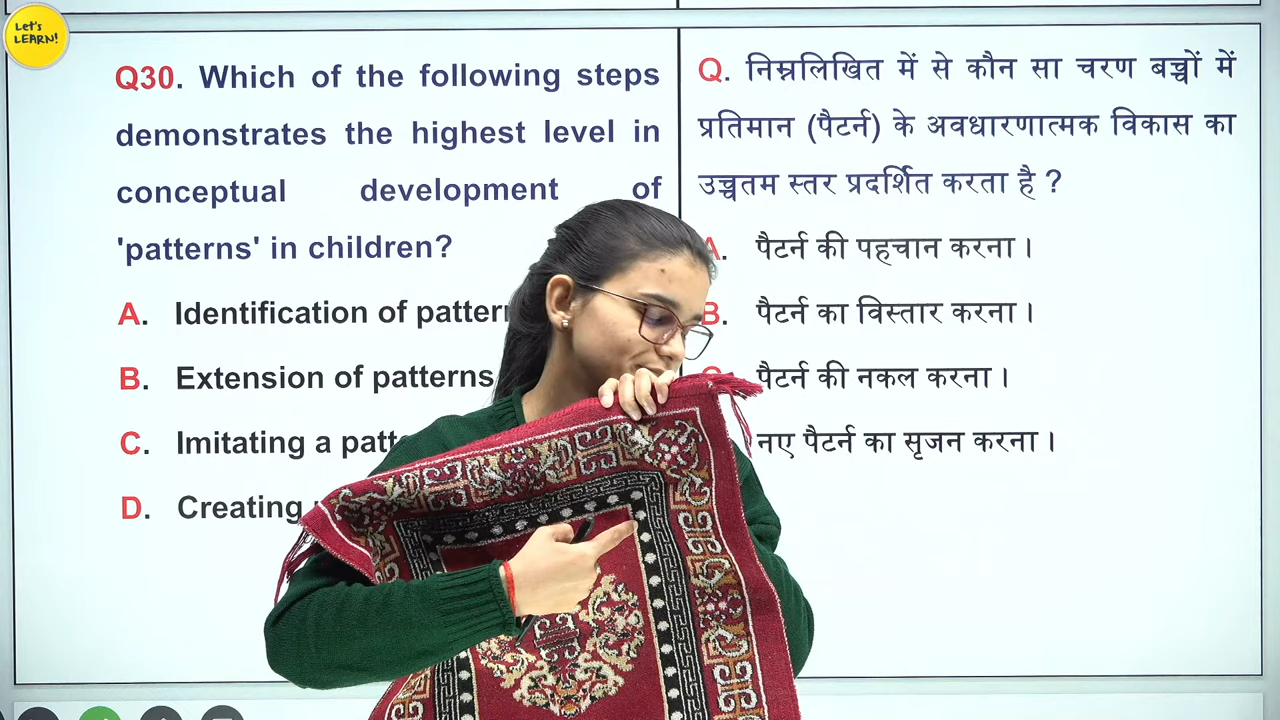 Let's
LEARN!
Q30. Which of the following steps
demonstrates the highest level in
conceptual development of
'patterns' in children?
A. Identification of
B. Extension of patterns
C. Imitating a
D. Creating
Q. निम्नलिखित में से कौन सा चरण बच्चों में
प्रतिमान (पैटर्न) के अवधारणात्मक विकास का
उच्चतम स्तर प्रदर्शित करता है ?
A. पैटर्न की पहचान करना।
B. पैटर्न का विस्तार करना।
पैटर्न की नकल करना।
नए पैटर्न का सृजन करना।